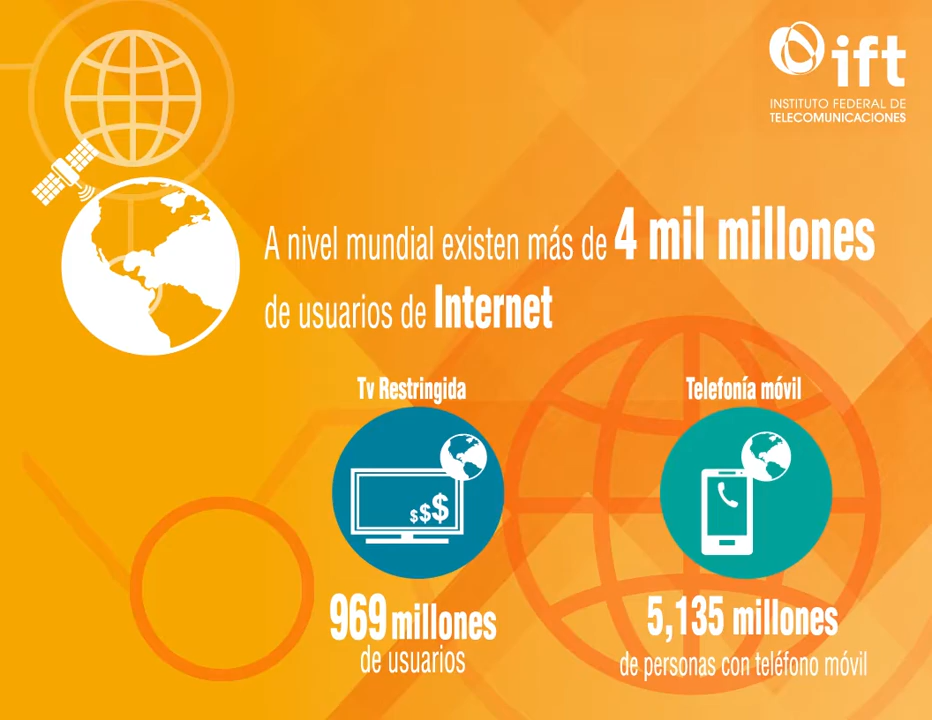 ift
INSTITUTO FEDERAL DE
TELECOMUNICACIONES
A nivel mundial existen más de 4 mil millones
de usuarios de Internet
Tv Restringida
$$$
969 millones
de usuarios
Telefonía móvil
5,135 millones
de personas con teléfono móvil